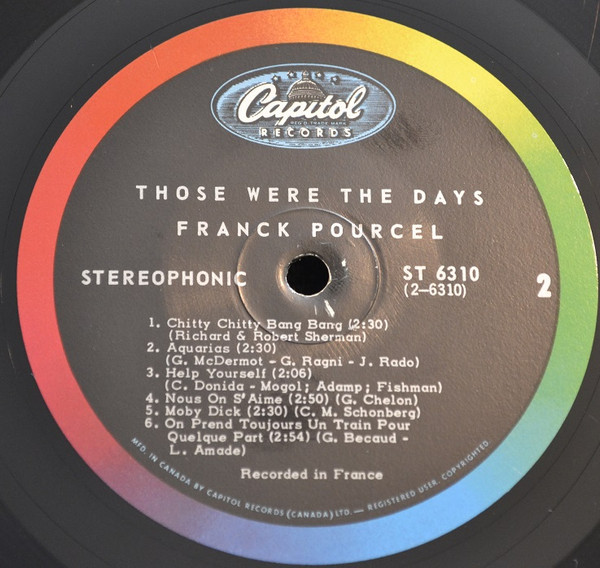 Capitol
REG'D. TRADE MARK
RECORDS
THOSE WERE THE DAYS
FRANCK POURCEL
STEREOPHONIC
ST 6310
(2-6310)
2
1. Chitty Chitty Bang Bang (2:30)
(Richard & Robert Sherman)
2. Aquarias (2:30)
(G. McDermot - G. Ragni - J. Rado)
3. Help Yourself (2:06)
(C. Donida - Mogol; Adamp; Fishman)
4. Nous On S'Aime (2:50) (G. Chelon)
5. Moby Dick (2:30) (C. M. Schonberg)
6. On Prend Toujours Un Train Pour
Quelque Part (2:54) (G. Becaud -
L. Amade)
Recorded in France
MFD. IN CANADA BY CAPITOL RECORDS (CANADA) LTD. — REGISTERED USER. COPYRIGHTED